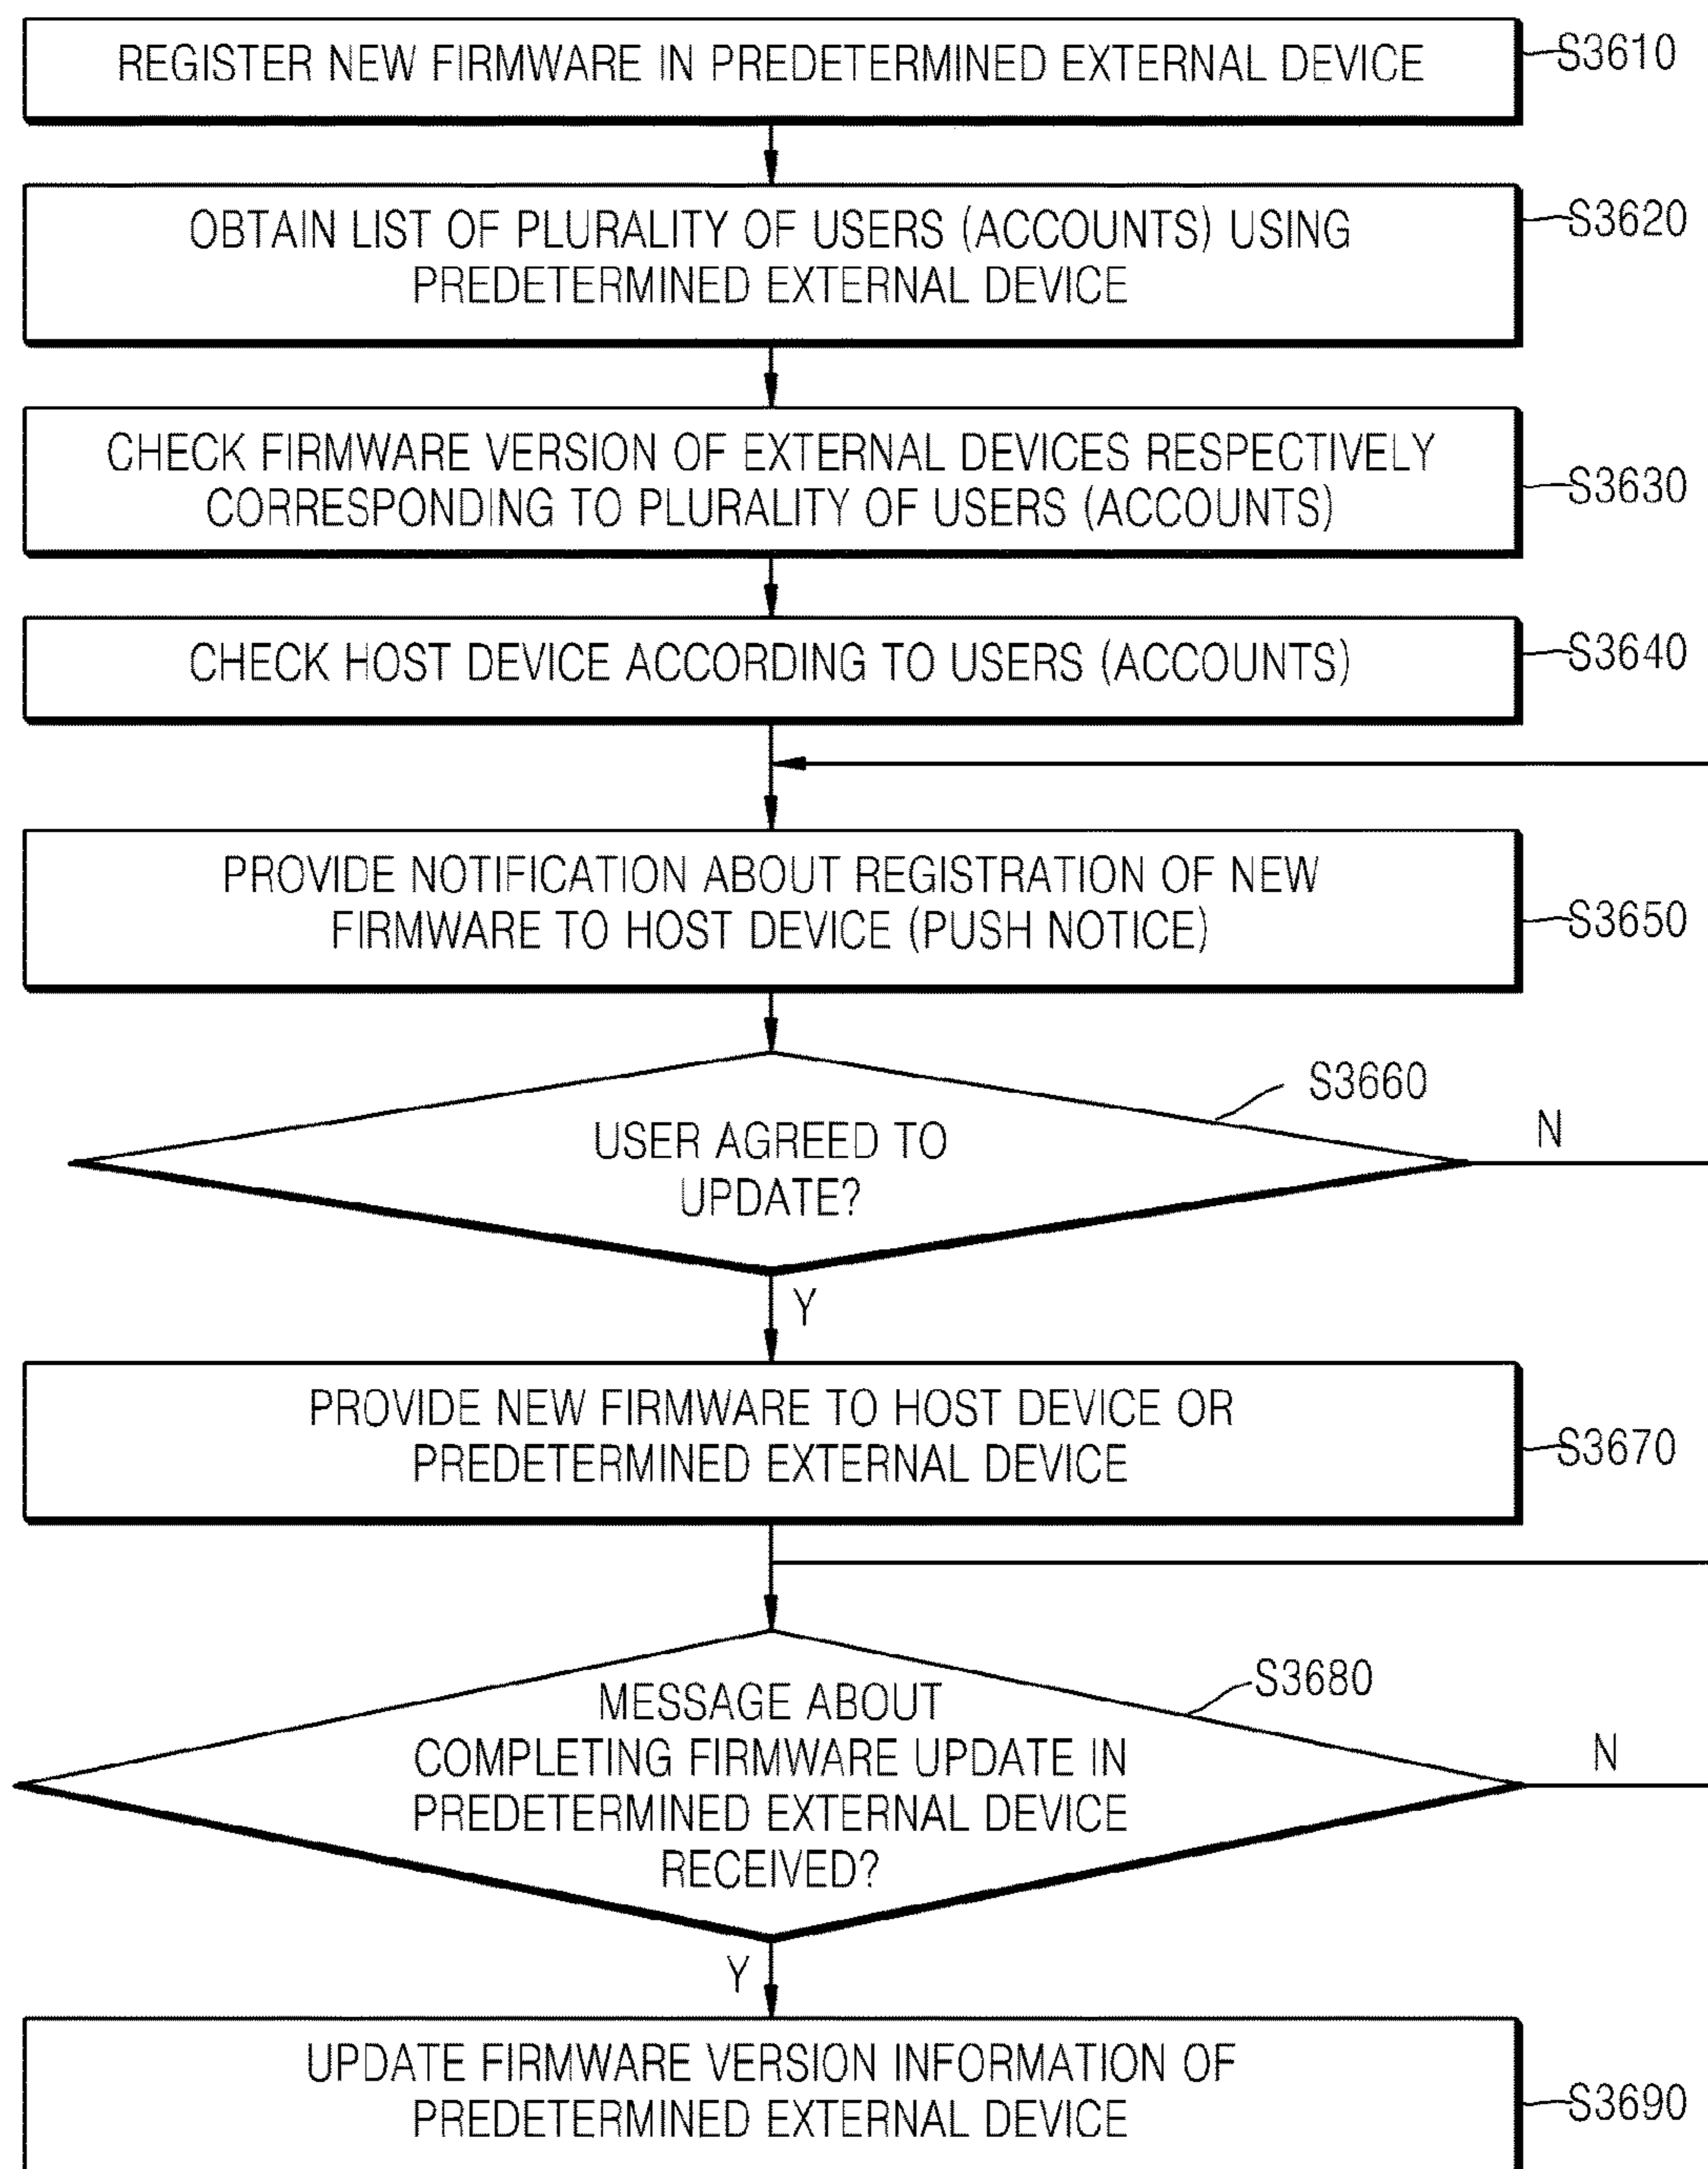 REGISTER NEW FIRMWARE IN PREDETERMINED EXTERNAL DEVICE
S3610
OBTAIN LIST OF PLURALITY OF USERS (ACCOUNTS) USING
PREDETERMINED EXTERNAL DEVICE
S3620
CHECK FIRMWARE VERSION OF EXTERNAL DEVICES RESPECTIVELY
CORRESPONDING TO PLURALITY OF USERS (ACCOUNTS)
S3630
CHECK HOST DEVICE ACCORDING TO USERS (ACCOUNTS)
S3640
PROVIDE NOTIFICATION ABOUT REGISTRATION OF NEW
FIRMWARE TO HOST DEVICE (PUSH NOTICE)
S3650
S3660
USER AGREED TO
UPDATE?
N
Y
PROVIDE NEW FIRMWARE TO HOST DEVICE OR
PREDETERMINED EXTERNAL DEVICE
S3670
S3680
MESSAGE ABOUT
COMPLETING FIRMWARE UPDATE IN
PREDETERMINED EXTERNAL DEVICE
RECEIVED?
N
Y
UPDATE FIRMWARE VERSION INFORMATION OF
PREDETERMINED EXTERNAL DEVICE
S3690